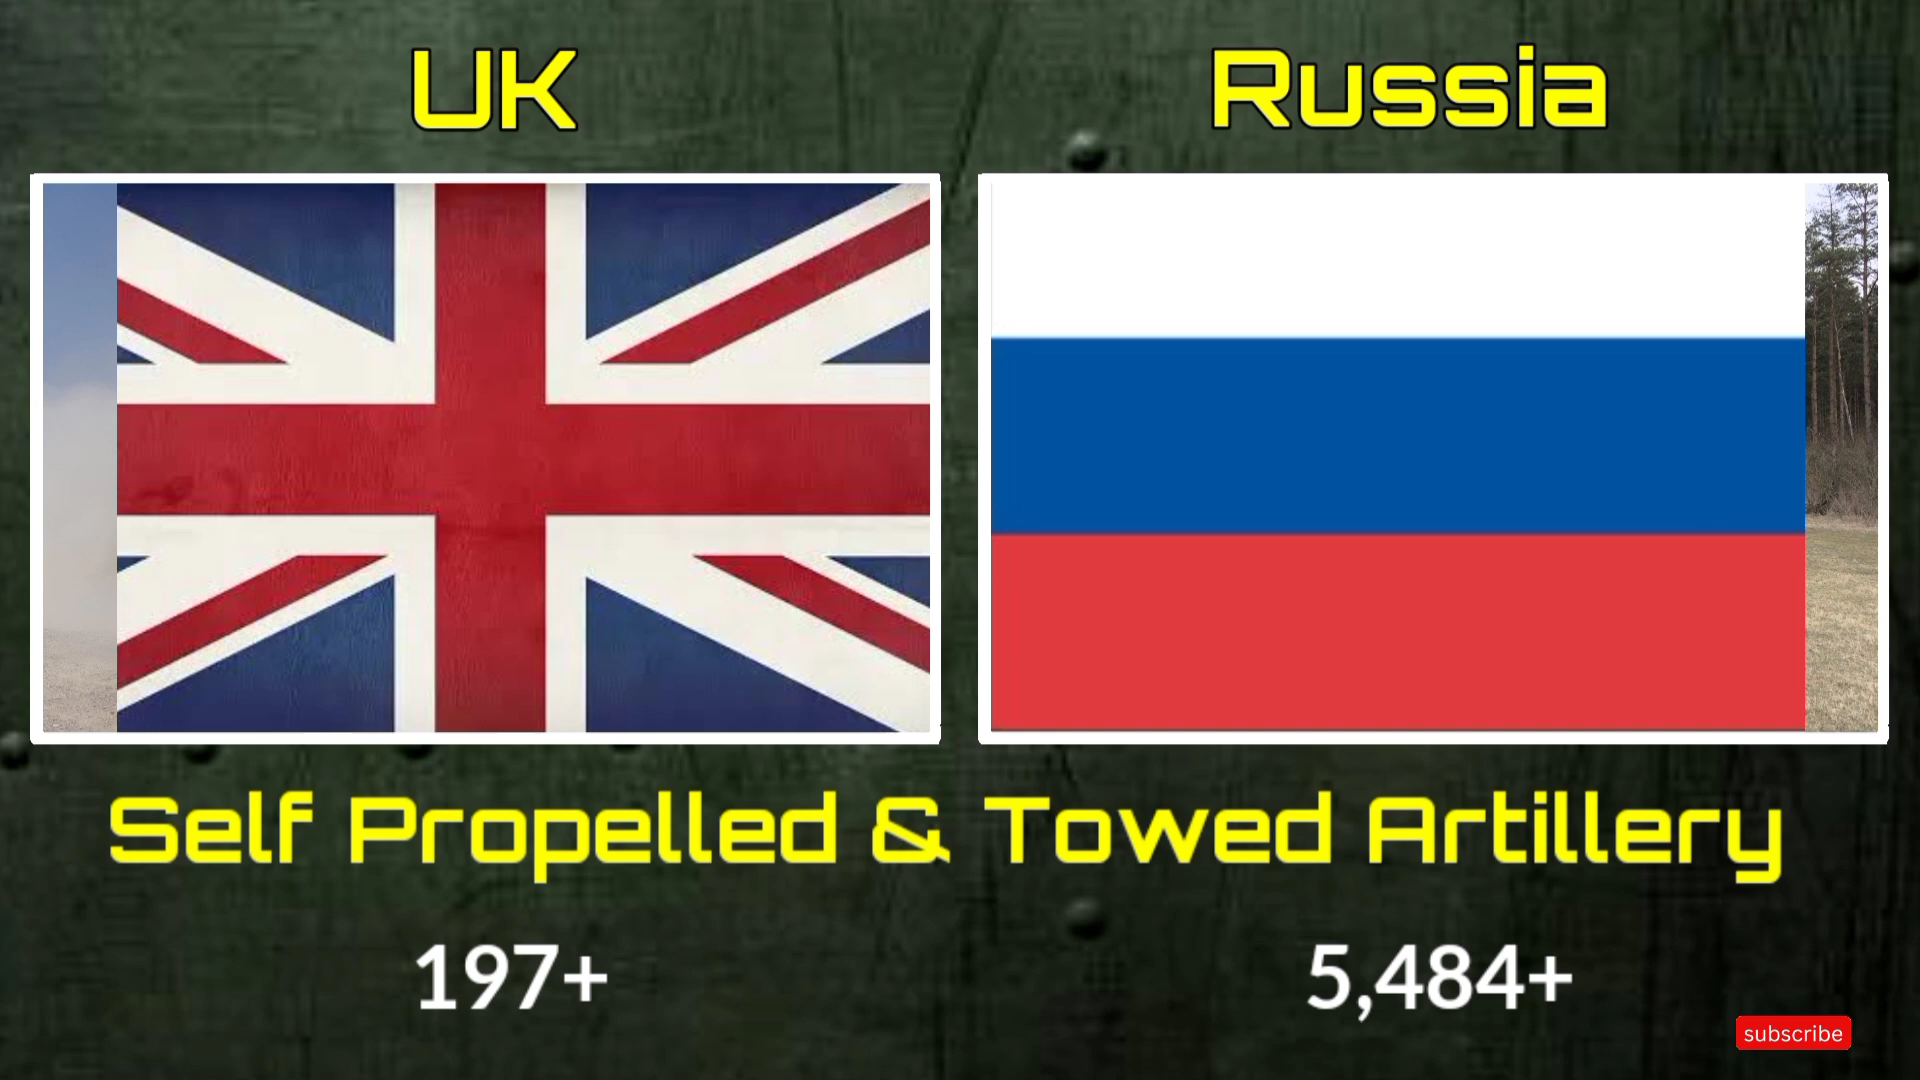 UK
Russia
Self Propelled & Towed Artillery
197+
5,484+
subscribe